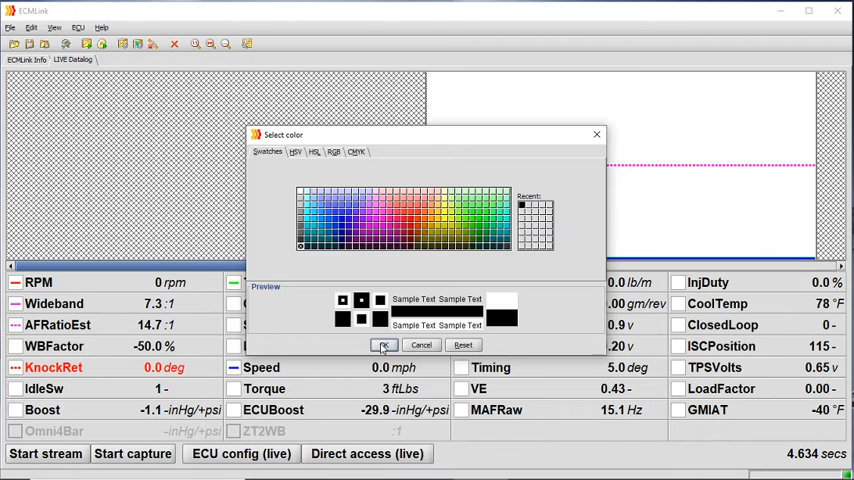 ECMLink
File Edit View ECU Help
ECMLink Info LIVE Datalog
Select color
Swatches HSV HSL RGB CMYK
Recent:
Preview
Sample Text Sample Text
Sample Text Sample Text
OK Cancel Reset
RPM 0 rpm 0.0 lb/m InjDuty 0.0 %
Wideband 7.3 :1 .00 gm/rev CoolTemp 78 °F
AFRatioEst 14.7 :1 0.9 v ClosedLoop 0.0 -
WBFactor -50.0 % .20 v ISCPosition 115 -
KnockRet 0.0 deg Speed 0.0 mph Timing 5.0 deg TPSVolts 0.65 v
IdleSw 1 - Torque 3 ftLbs VE 0.43 - LoadFactor 0.00 -
Boost -1.1 -inHg/+psi ECUBoost -29.9 -inHg/+psi MAFRaw 15.1 Hz GMIAT -40 °F
Omni4Bar -inHg/+psi ZT2WB :1
Start stream Start capture ECU config (live) Direct access (live) 4.634 secs